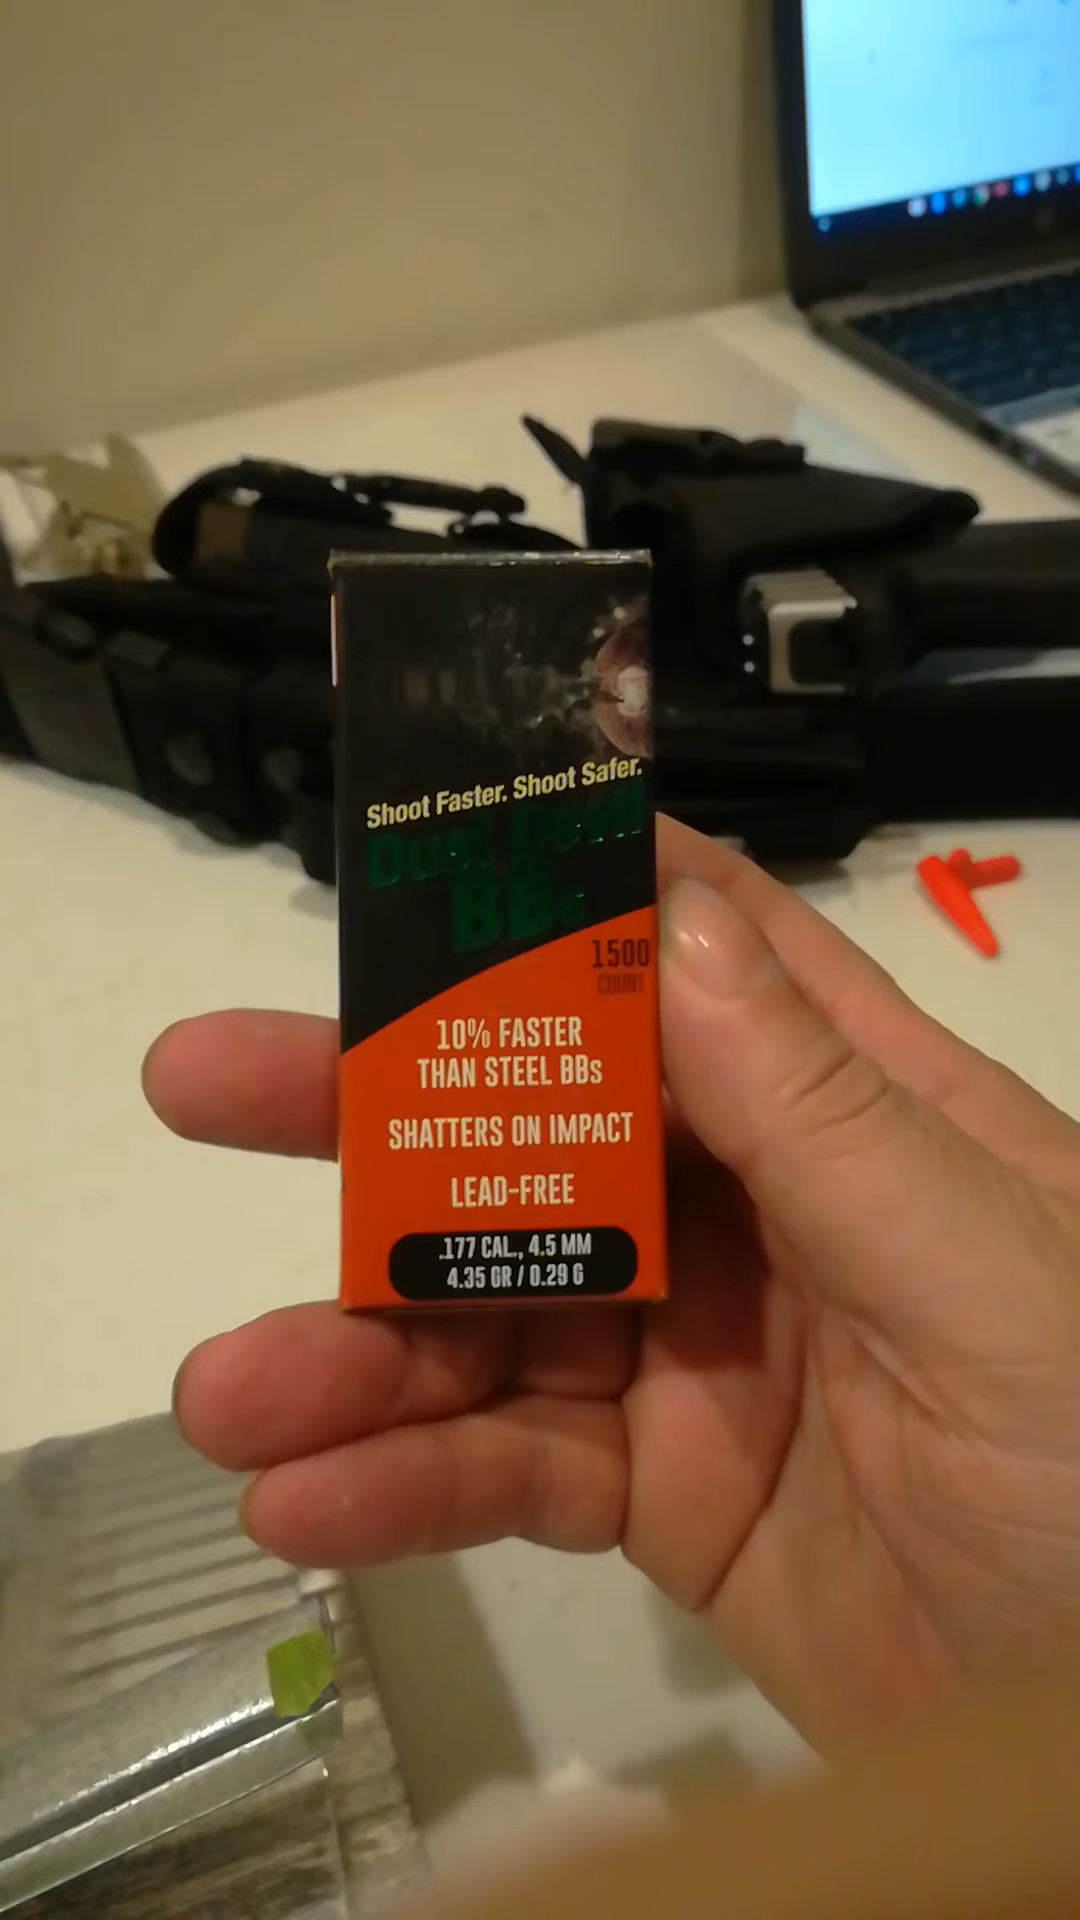 Shoot Faster. Shoot Safer.
Dust Devil
BBs
1500
COUNT
10% FASTER
THAN STEEL BBs
SHATTERS ON IMPACT
LEAD-FREE
.177 CAL., 4.5 MM
4.35 GR / 0.29 G